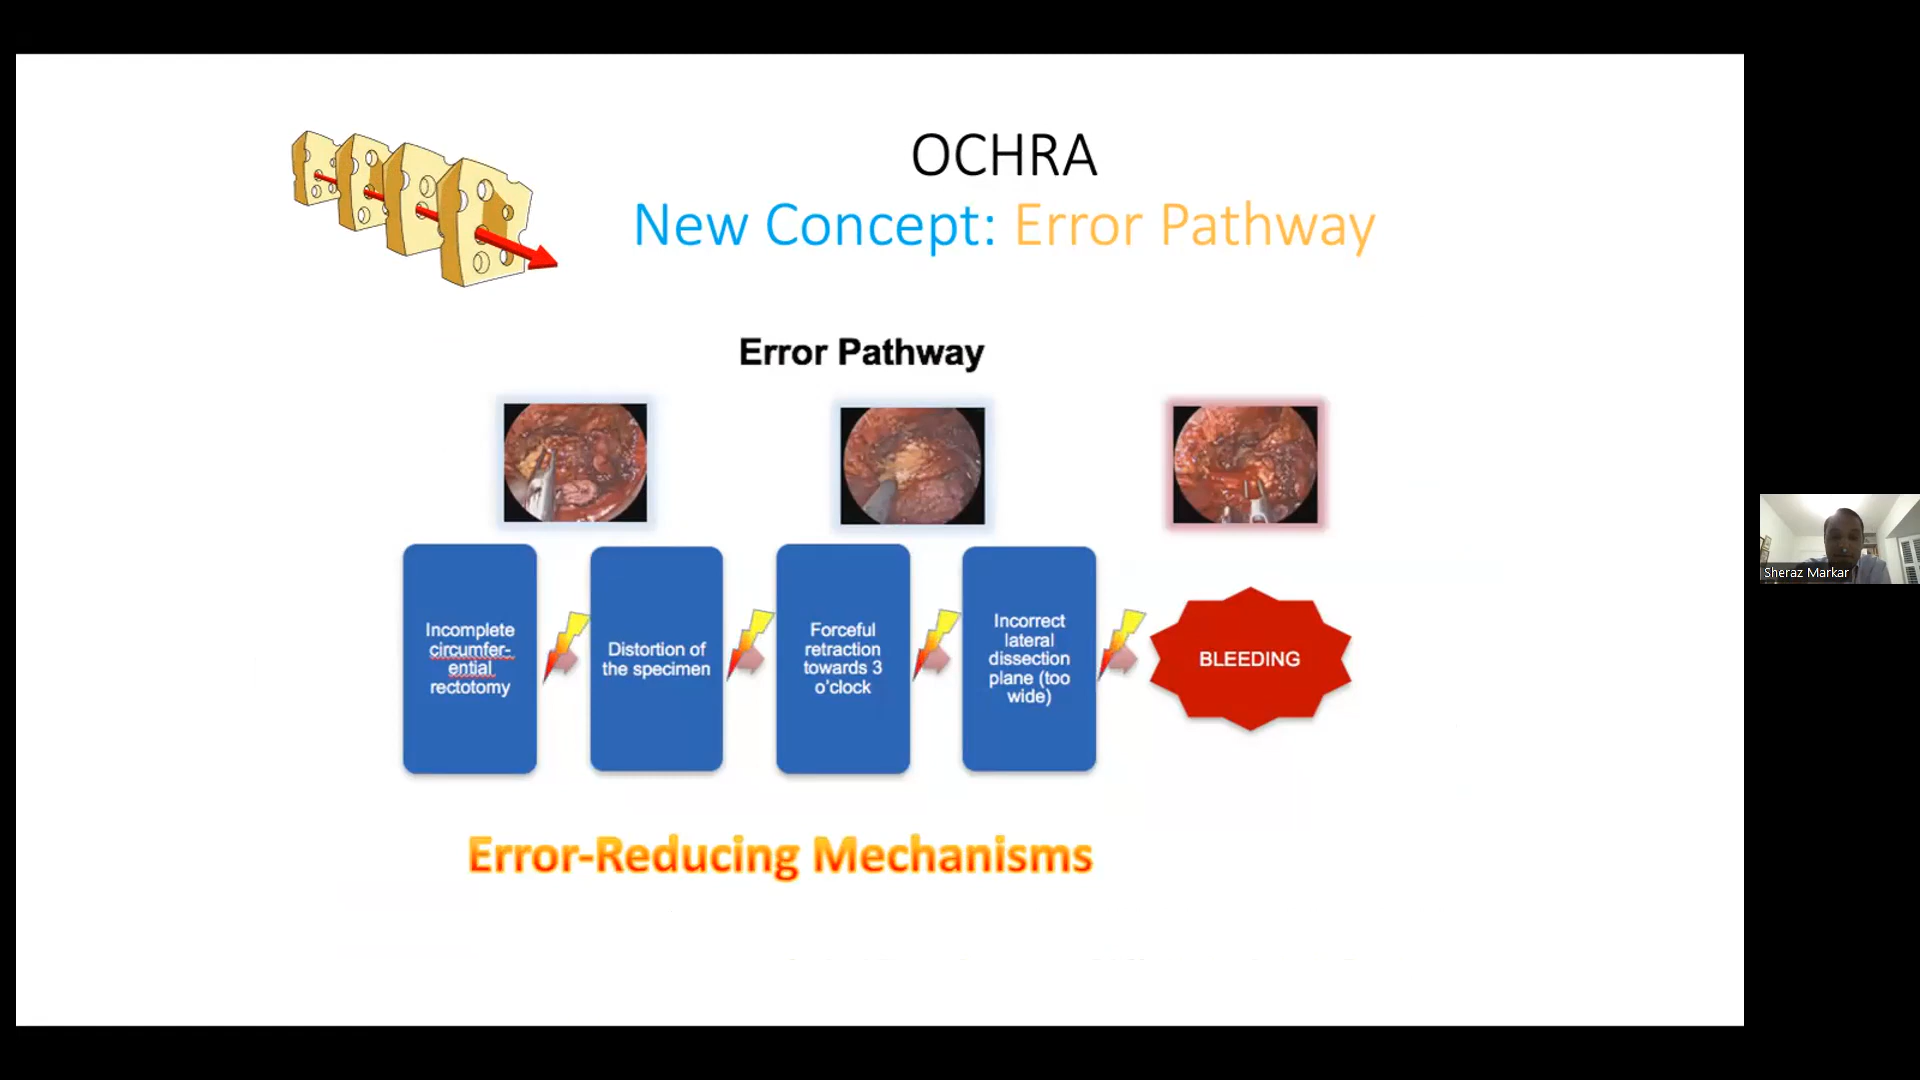 OCHRA
New Concept: Error Pathway
Error Pathway
Incomplete
circumfer-
ential
rectotomy
Distortion of
the specimen
Forceful
retraction
towards 3
o'clock
Incorrect
lateral
dissection
plane (too
wide)
BLEEDING
Error-Reducing Mechanisms
Sheraz Markar